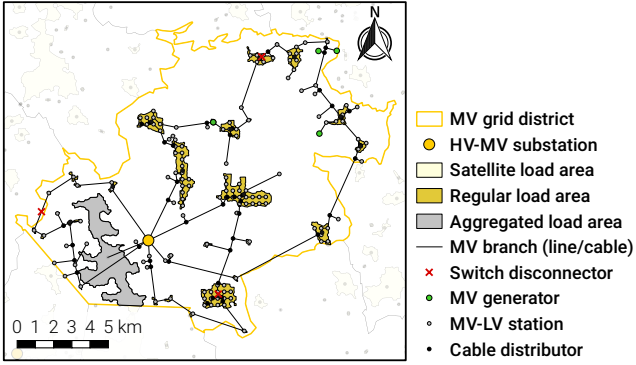 N
MV grid district
HV-MV substation
Satellite load area
Regular load area
Aggregated load area
MV branch (line/cable)
Switch disconnector
MV generator
MV-LV station
Cable distributor
0 1 2 3 4 5 km